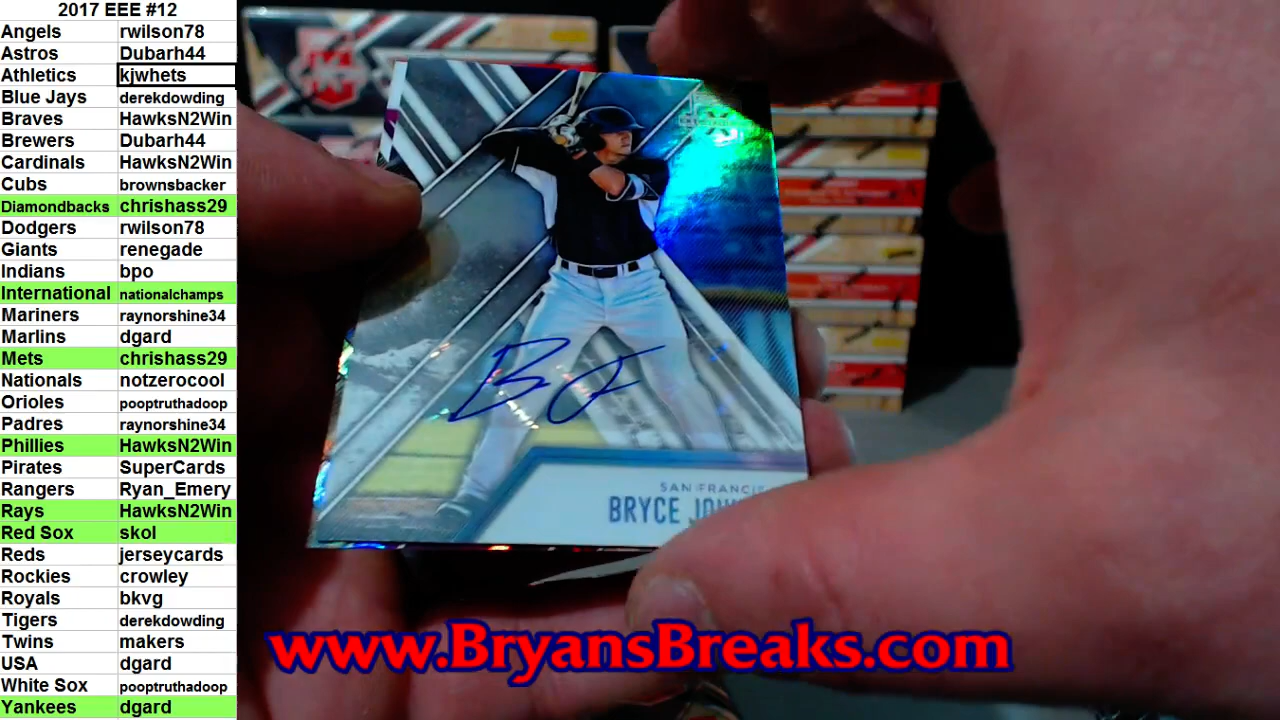 2017 EEE #12
Angels rwilson78
Astros Dubarh44
Athletics kjwhets
Blue Jays derekdowding
Braves HawksN2Win
Brewers Dubarh44
Cardinals HawksN2Win
Cubs brownsbacker
Diamondbacks chrishass29
Dodgers rwilson78
Giants renegade
Indians bpo
International nationalchamps
Mariners raynorshine34
Marlins dgard
Mets chrishass29
Nationals notzerocool
Orioles pooptruthadoop
Padres raynorshine34
Phillies HawksN2Win
Pirates SuperCards
Rangers Ryan_Emery
Rays HawksN2Win
Red Sox skol
Reds jerseycards
Rockies crowley
Royals bkvg
Tigers derekdowding
Twins makers
USA dgard
White Sox pooptruthadoop
Yankees dgard
SAN
BRYCE
www.BryansBreaks.com